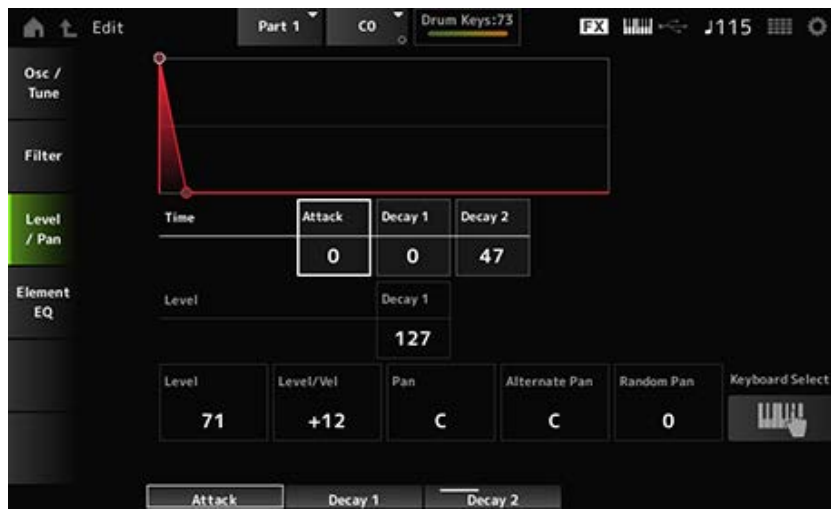 Edit
Part 1
C0
Drum Keys:73
FX
♩115
Osc /
Tune
Filter
Level
/ Pan
Element
EQ
Time
Attack
Decay 1
Decay 2
0
0
47
Level
Decay 1
127
Level
Level/Vel
Pan
Alternate Pan
Random Pan
Keyboard Select
71
+12
C
C
0
Attack
Decay 1
Decay 2